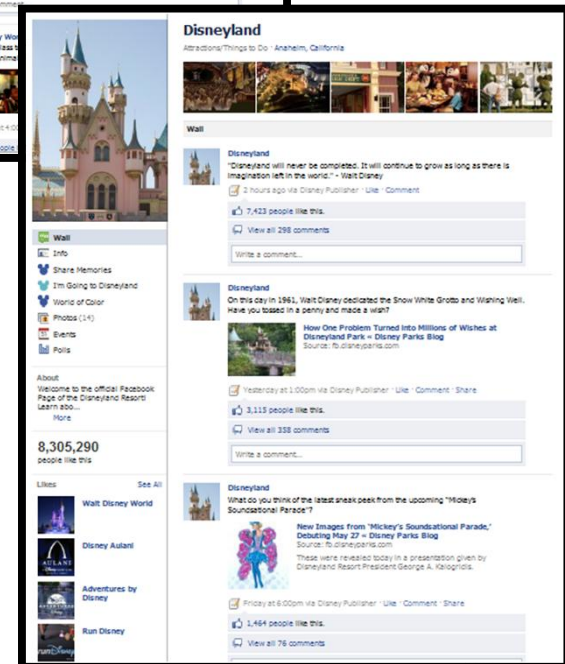 Disneyland
Attractions/Things to Do · Anaheim, California
Wall
Info
Share Memories
I'm Going to Disneyland
World of Color
Photos (14)
Events
Polls
About
Welcome to the official Facebook
Page of the Disneyland Resort!
Learn abo...
More
8,305,290
people like this
Likes See All
Walt Disney World
Disney Aulani
AULANI
Adventures by
Disney
Run Disney
runDisney
Wall
Disneyland
"Disneyland will never be completed. It will continue to grow as long as there is
imagination left in the world." - Walt Disney
2 hours ago via Disney Publisher · Like · Comment
7,423 people like this.
View all 298 comments
Write a comment...
Disneyland
On this day in 1961, Walt Disney dedicated the Snow White Grotto and Wishing Well.
Have you tossed in a penny and made a wish?
How One Problem Turned into Millions of Wishes at
Disneyland Park « Disney Parks Blog
Source: fb.disneyparks.com
Yesterday at 1:00pm via Disney Publisher · Like · Comment · Share
3,115 people like this.
View all 358 comments
Write a comment...
Disneyland
What do you think of the latest sneak peek from the upcoming "Mickey's
Soundsational Parade"?
New Images from 'Mickey's Soundsational Parade,'
Debuting May 27 « Disney Parks Blog
Source: fb.disneyparks.com
These were revealed today in a presentation given by
Disneyland Resort President George A. Kalogridis.
Friday at 6:00pm via Disney Publisher · Like · Comment · Share
1,464 people like this.
View all 76 comments